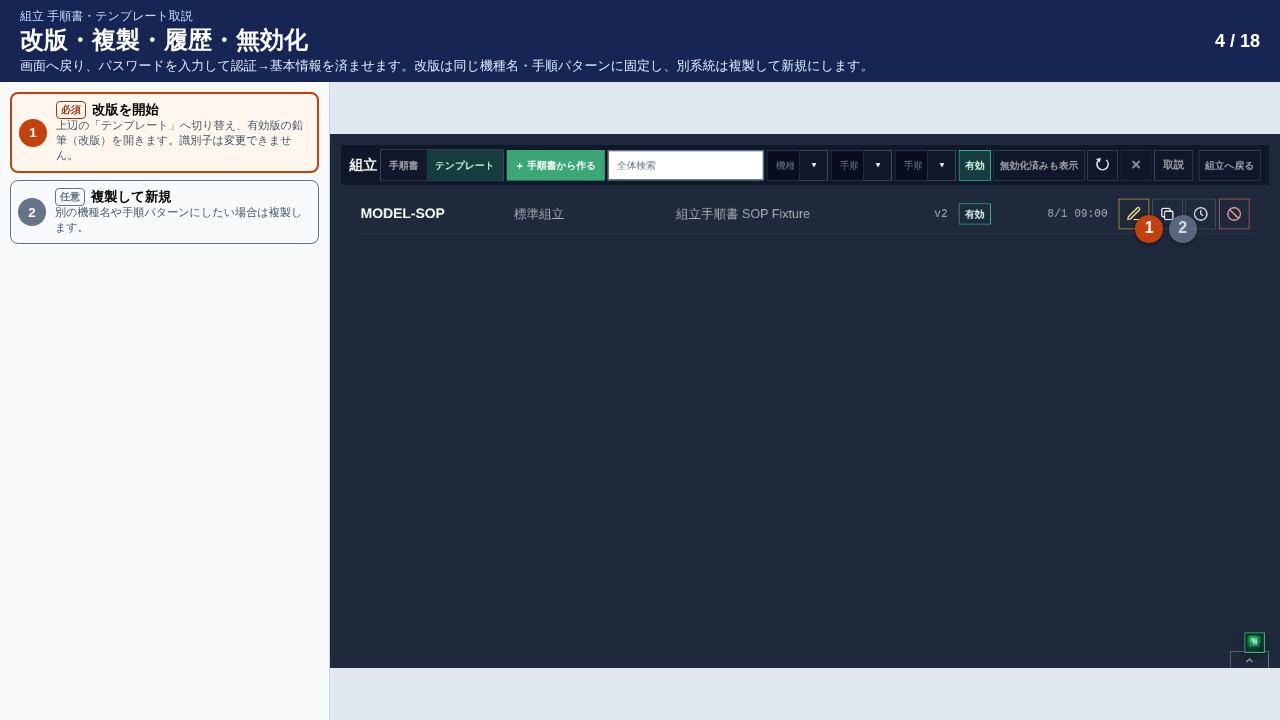 組立 手順書・テンプレート取説
改版・複製・履歴・無効化
4 / 18
画面へ戻り、パスワードを入力して認証→基本情報を済ませます。改版は同じ機種名・手順パターンに固定し、別系統は複製して新規にします。
1
必須 改版を開始
上辺の「テンプレート」へ切り替え、有効版の鉛
筆（改版）を開きます。識別子は変更できませ
ん。
2
任意 複製して新規
別の機種名や手順パターンにしたい場合は複製し
ます。
組立 手順書 テンプレート ＋ 手順書から作る 全体検索 機種 ▼ 手順 ▼ 手順 ▼ 有効 無効化済みも表示 ✕ 取説 組立へ戻る
MODEL-SOP 標準組立 組立手順書 SOP Fixture v2 有効 8/1 09:00
1 2